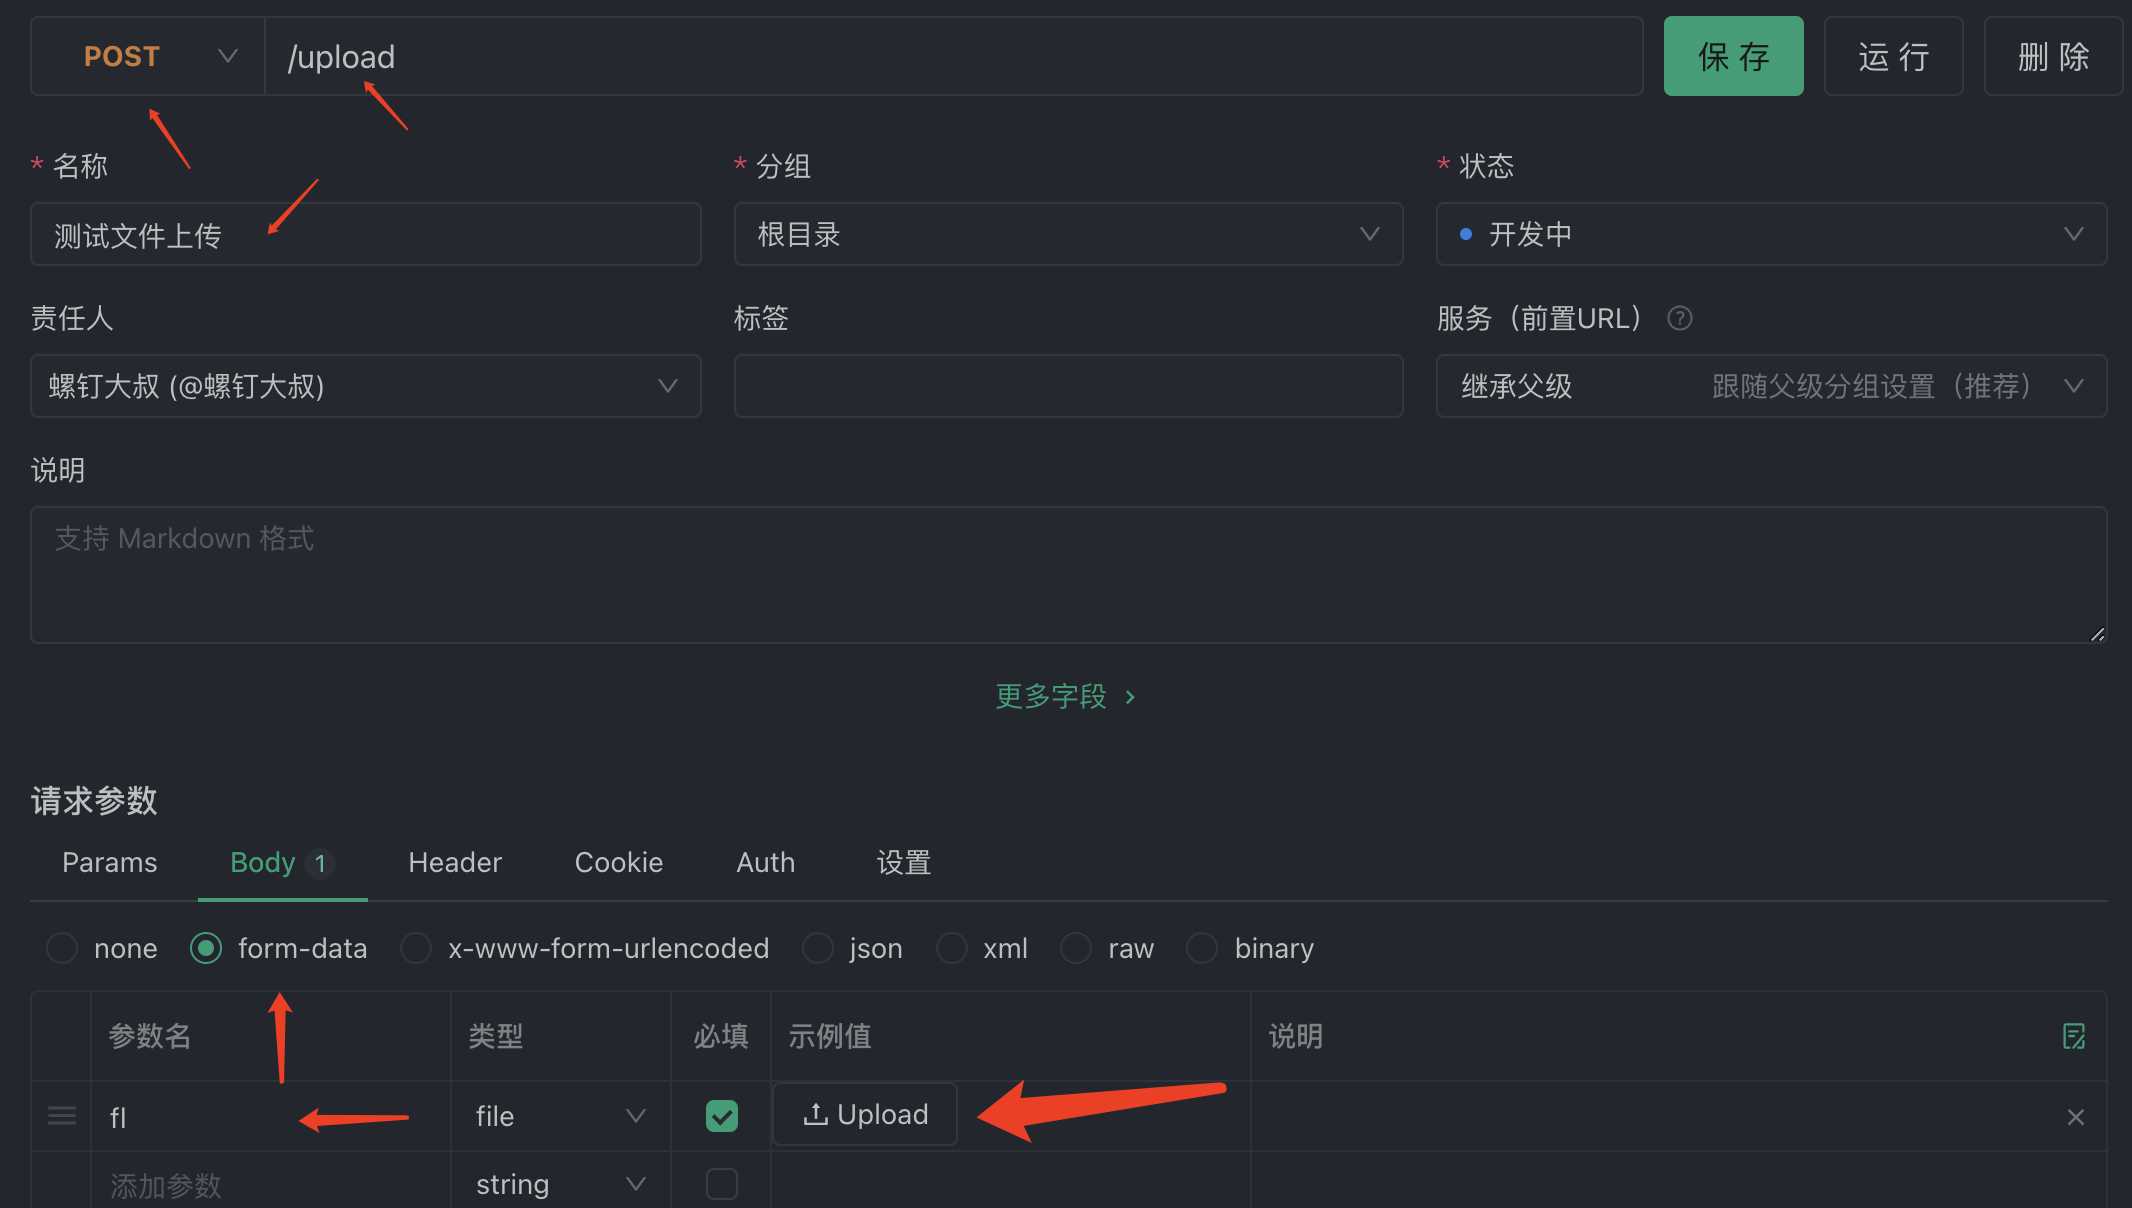 POST /upload 保 存 运 行 删 除
* 名称 * 分组 * 状态
测试文件上传 根目录 开发中
责任人 标签 服务（前置URL） ?
螺钉大叔 (@螺钉大叔) 继承父级 跟随父级分组设置（推荐）
说明
支持 Markdown 格式
更多字段 >
请求参数
Params Body 1 Header Cookie Auth 设置
none form-data x-www-form-urlencoded json xml raw binary
参数名 类型 必填 示例值 说明
fl file Upload
添加参数 string